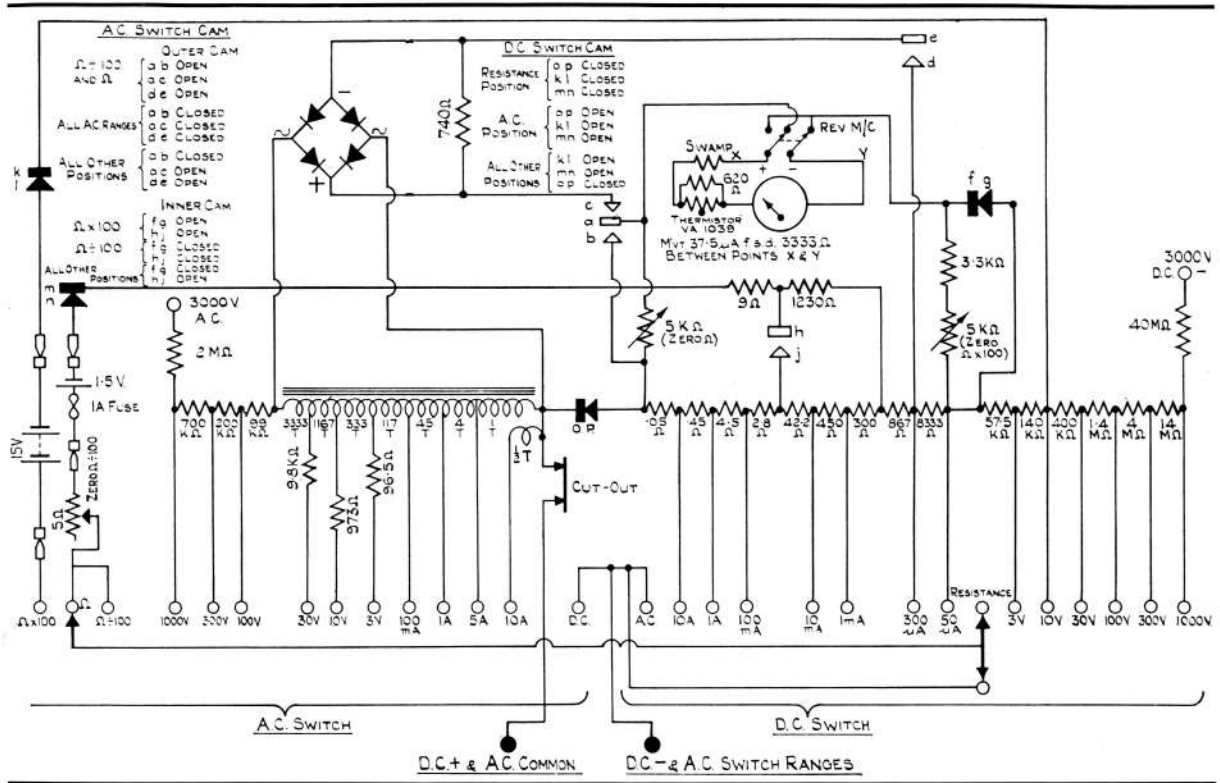 A.C. SWITCH CAM
OUTER CAM
Ω÷100 AND Ω
a b OPEN
a c OPEN
d e OPEN
ALL A.C. RANGES
a b CLOSED
a c CLOSED
d e CLOSED
ALL OTHER POSITIONS
a b CLOSED
a c OPEN
d e OPEN
INNER CAM
Ω×100
f g OPEN
h j OPEN
Ω÷100
f g CLOSED
h j CLOSED
ALL OTHER POSITIONS
f g CLOSED
h j OPEN
D.C. SWITCH CAM
RESISTANCE POSITION
o p CLOSED
k l CLOSED
m n CLOSED
A.C. POSITION
o p OPEN
k l OPEN
m n OPEN
ALL OTHER POSITIONS
k l OPEN
m n OPEN
o p CLOSED
k
l
m
n
e
d
c
a
b
f g
h
j
740Ω
REV M/C
SWAMP
X
Y
+
-
620 Ω
THERMISTOR
VA 1039
M'VT 37·5μA f.s.d. 3333Ω
BETWEEN POINTS X & Y
3·3KΩ
3000V
D.C. -
40MΩ
3000V
A.C.
2MΩ
9Ω
1230Ω
5KΩ
(ZERO Ω)
5KΩ
(ZERO
Ω×100)
1·5V.
1A FUSE
15V
ZERO Ω÷100
5Ω
700 KΩ
200 KΩ
99 KΩ
3333 T
1167 T
333 T
117 T
45 T
4 T
1 T
½ T
9·8KΩ
973Ω
96·5Ω
O.P.
CUT-OUT
·05 Ω
·45 Ω
4·5 Ω
2·8 Ω
42·2 Ω
450 Ω
300 Ω
867 Ω
8333 Ω
57·5 KΩ
140 KΩ
400 KΩ
1·4 MΩ
4 MΩ
14 MΩ
Ω×100
Ω
Ω÷100
1000V
300V
100V
30V
10V
3V
100 mA
1A
5A
10A
D.C.
A.C.
10A
1A
100 mA
10 mA
1mA
300 μA
50 μA
RESISTANCE
3V
10V
30V
100V
300V
1000V
A.C. SWITCH
D.C. SWITCH
D.C.+ & A.C. COMMON
D.C.- & A.C. SWITCH RANGES